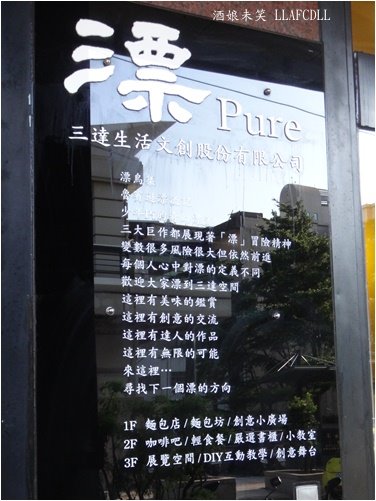 酒娘未笑 LLAFCDLL
漂 Pure
三達生活文創股份有限公司
漂鳥集
三大巨作都展現著「漂」冒險精神
變數很多風險很大但依然前進
每個人心中對漂的定義不同
歡迎大家漂到三達空間
這裡有美味的鑑賞
這裡有創意的交流
這裡有達人的作品
這裡有無限的可能
來這裡…
尋找下一個漂的方向
1F 麵包店/麵包坊/創意小廣場
2F 咖啡吧/輕食餐/嚴選書櫃/小教室
3F 展覽空間/DIY互動教學/創意舞台